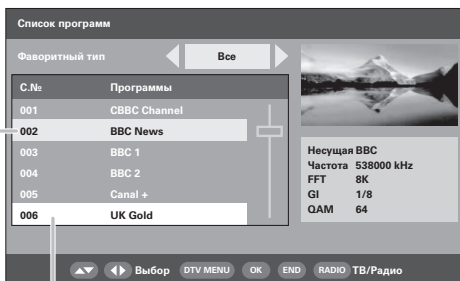 Список программ
Фаворитный тип Все
С.№ Программы
001 CBBC Channel
002 BBC News
003 BBC 1
004 BBC 2
005 Canal +
006 UK Gold
Несущая BBC
Частота 538000 kHz
FFT 8K
GI 1/8
QAM 64
Выбор DTV MENU OK END RADIO ТВ/Радио